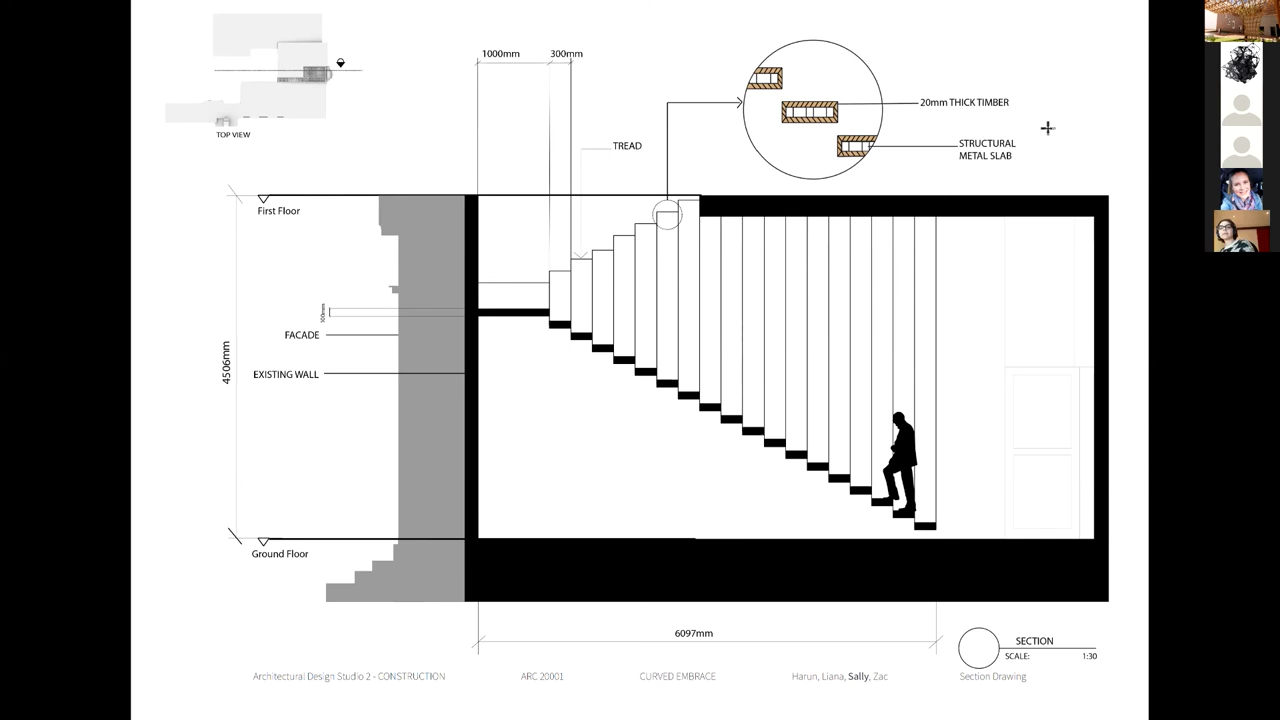 1000mm
300mm
20mm THICK TIMBER
TOP VIEW
TREAD
STRUCTURAL
METAL SLAB
First Floor
100mm
FACADE
4506mm
EXISTING WALL
Ground Floor
6097mm
SECTION
SCALE: 1:30
Architectural Design Studio 2 - CONSTRUCTION ARC 20001 CURVED EMBRACE Harun, Liana, Sally, Zac Section Drawing